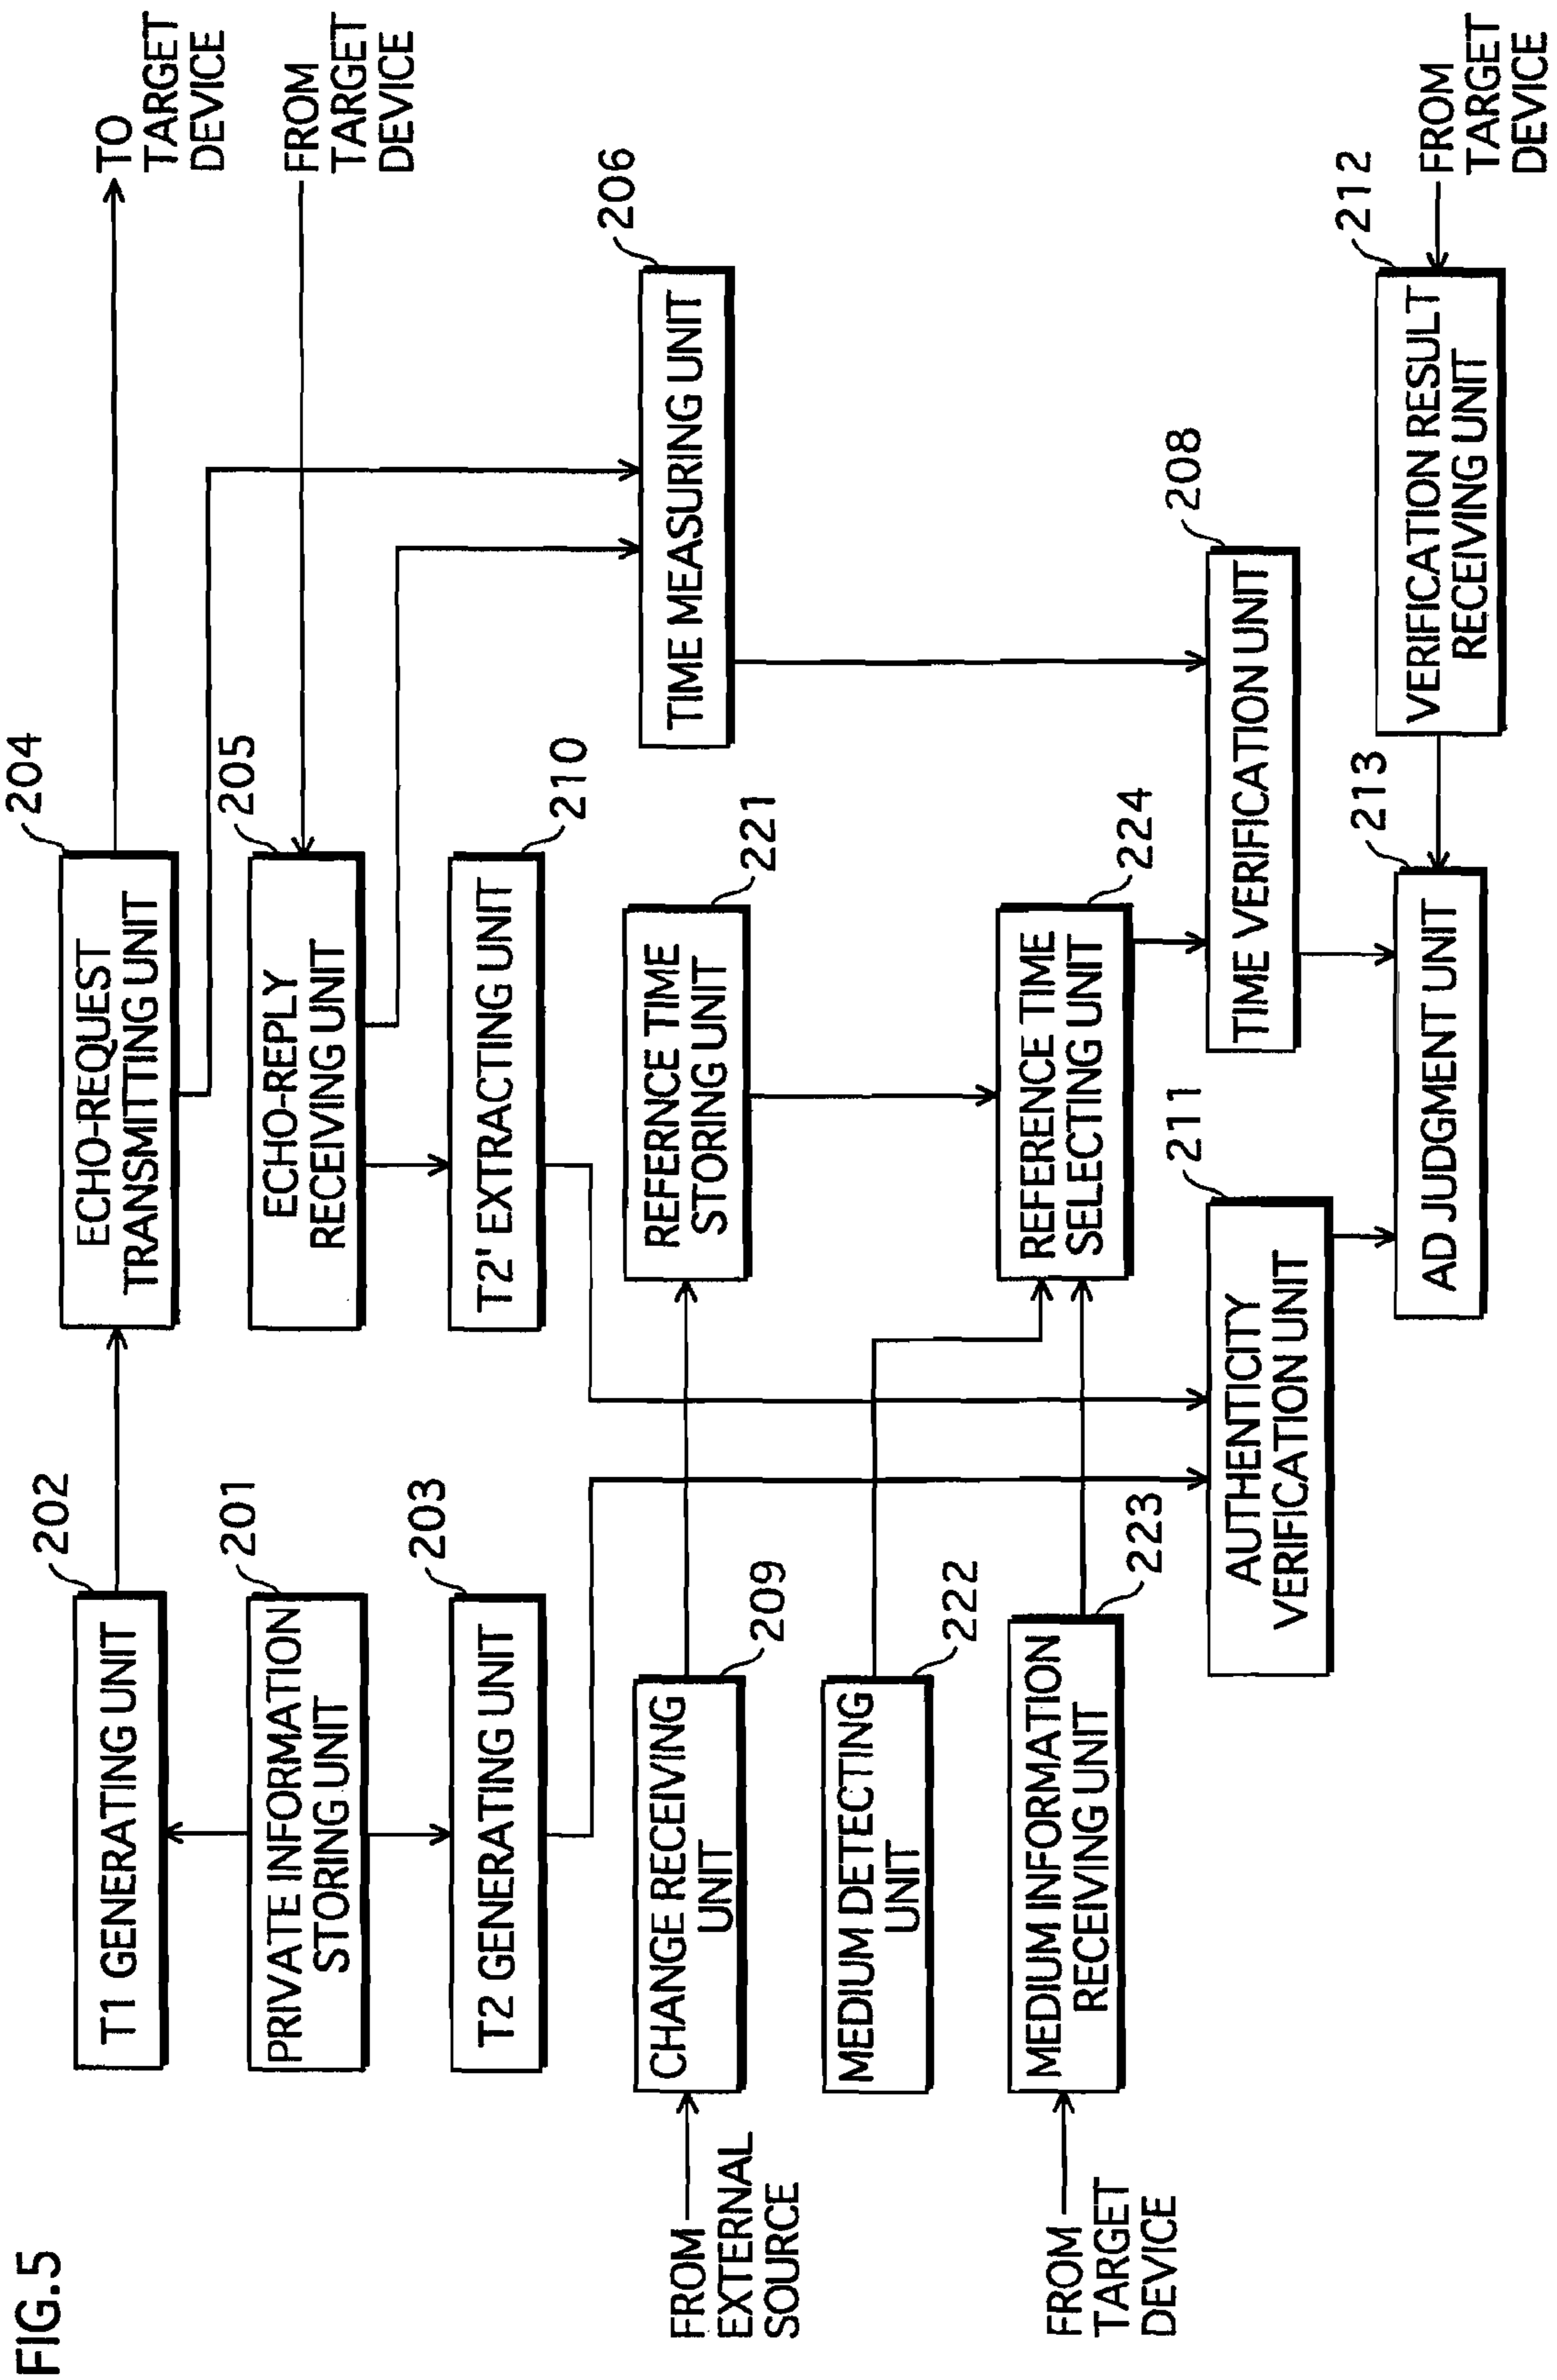 FIG.5
202
T1 GENERATING UNIT
204
ECHO-REQUEST
TRANSMITTING UNIT
TO
TARGET
DEVICE
201
PRIVATE INFORMATION
STORING UNIT
205
ECHO-REPLY
RECEIVING UNIT
FROM
TARGET
DEVICE
203
T2 GENERATING UNIT
210
T2' EXTRACTING UNIT
206
TIME MEASURING UNIT
FROM
EXTERNAL
SOURCE
CHANGE RECEIVING
UNIT
209
REFERENCE TIME
STORING UNIT
221
MEDIUM DETECTING
UNIT
222
FROM
TARGET
DEVICE
MEDIUM INFORMATION
RECEIVING UNIT
223
REFERENCE TIME
SELECTING UNIT
224
208
TIME VERIFICATION UNIT
211
AUTHENTICITY
VERIFICATION UNIT
213
AD JUDGMENT UNIT
212
VERIFICATION RESULT
RECEIVING UNIT
FROM
TARGET
DEVICE